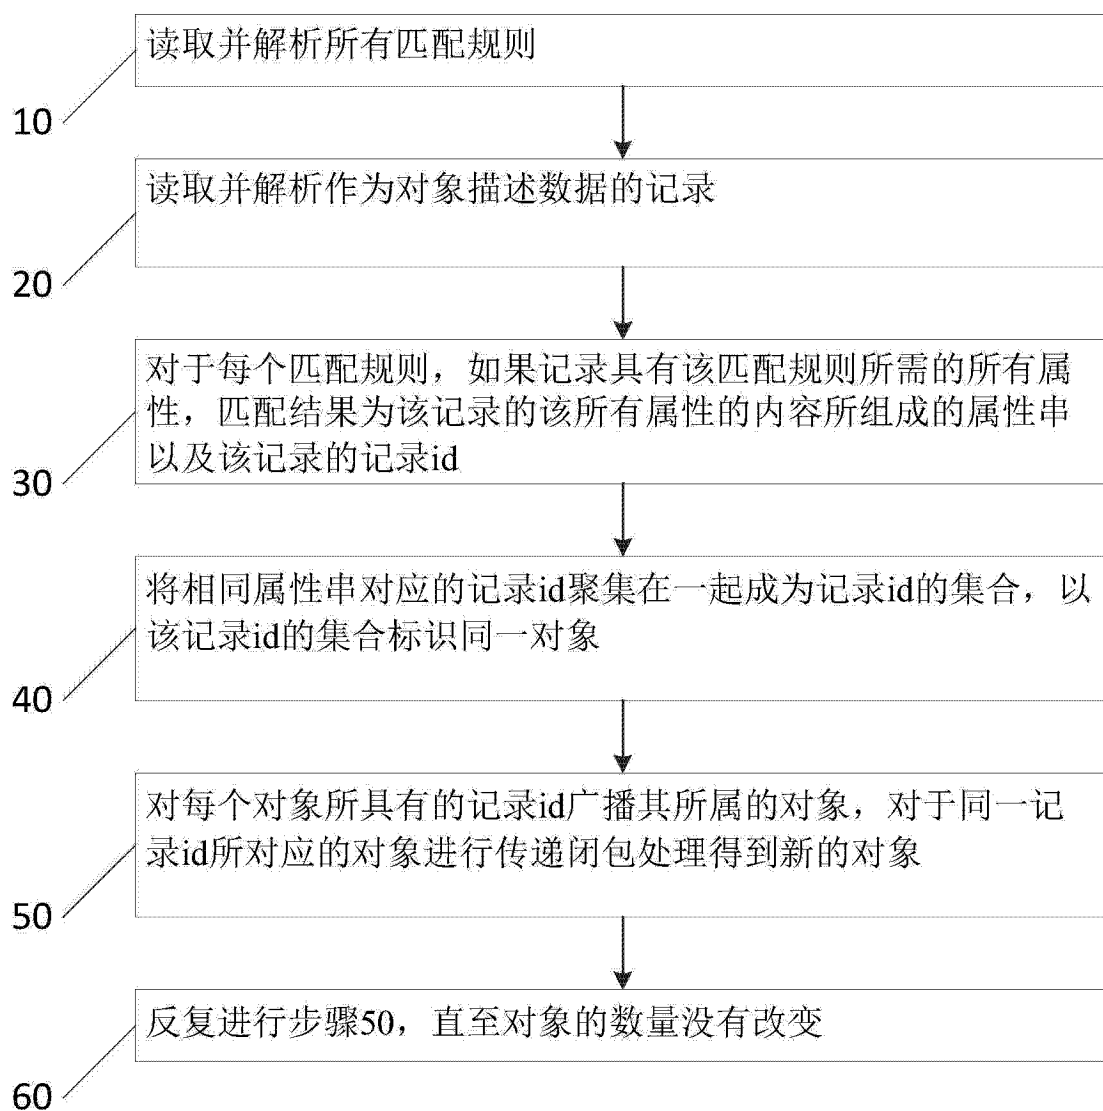 读取并解析所有匹配规则
10
读取并解析作为对象描述数据的记录
20
对于每个匹配规则，如果记录具有该匹配规则所需的所有属
性，匹配结果为该记录的该所有属性的内容所组成的属性串
以及该记录的记录id
30
将相同属性串对应的记录id聚集在一起成为记录id的集合，以
该记录id的集合标识同一对象
40
对每个对象所具有的记录id广播其所属的对象，对于同一记
录id所对应的对象进行传递闭包处理得到新的对象
50
反复进行步骤50，直至对象的数量没有改变
60